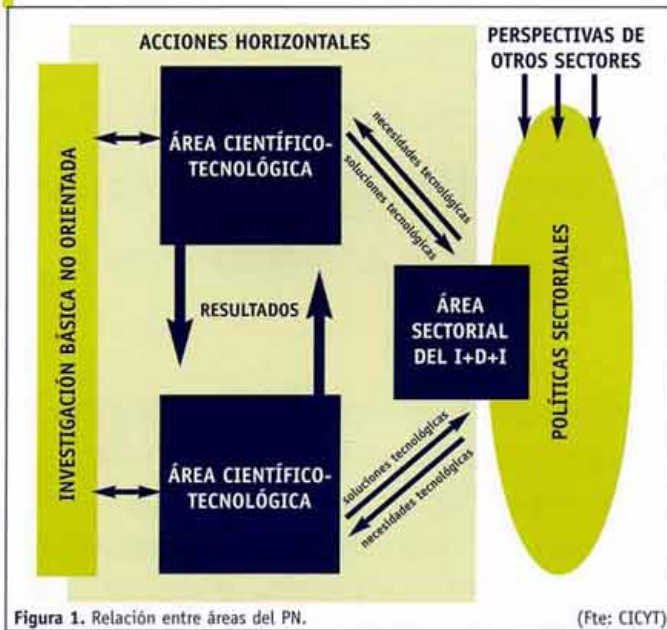 ACCIONES HORIZONTALES
PERSPECTIVAS DE
OTROS SECTORES
INVESTIGACIÓN BÁSICA NO ORIENTADA
ÁREA CIENTÍFICO-
TECNOLÓGICA
necesidades tecnológicas
soluciones tecnológicas
RESULTADOS
ÁREA
SECTORIAL
DEL I+D+I
POLÍTICAS SECTORIALES
ÁREA CIENTÍFICO-
TECNOLÓGICA
soluciones tecnológicas
necesidades tecnológicas
Figura 1. Relación entre áreas del PN.
(Fte: CICYT)